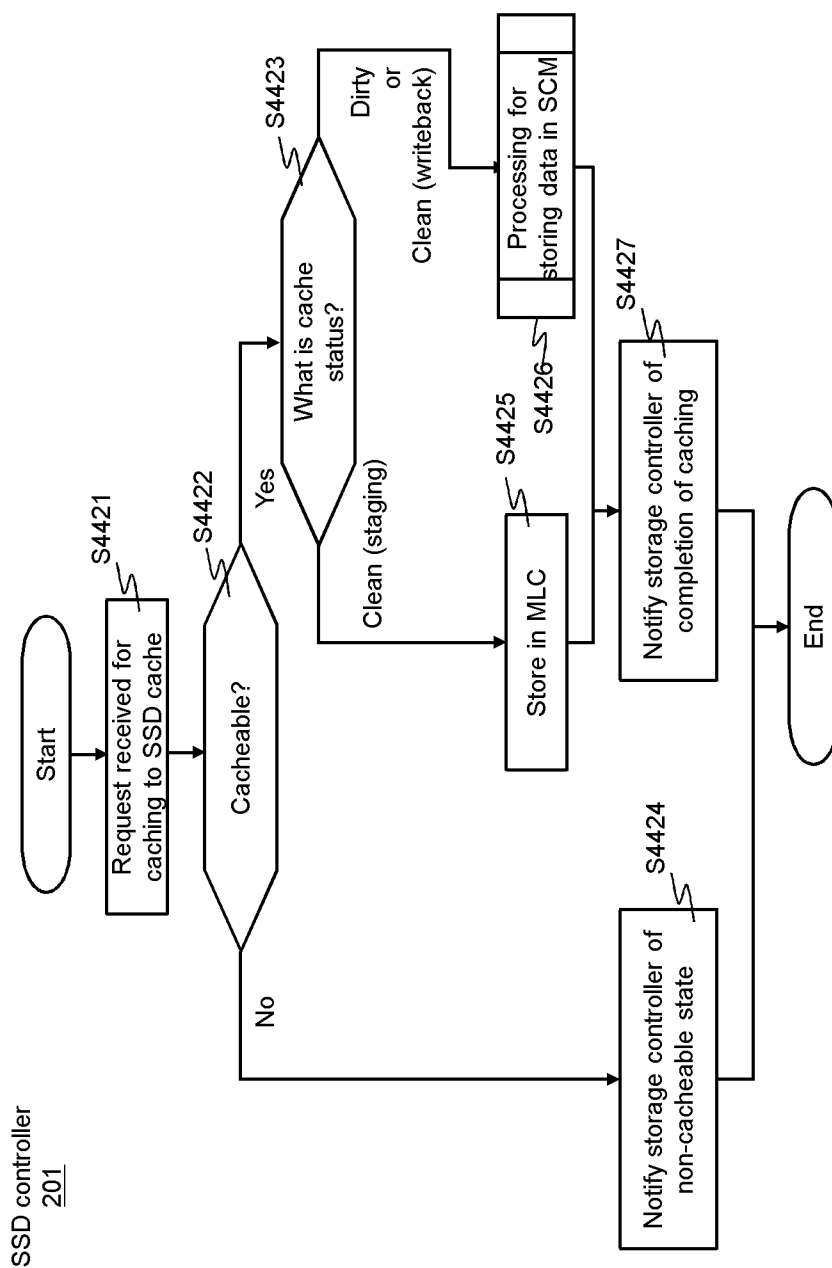 SSD controller
201
Start
S4421
Request received for
caching to SSD cache
S4422
Cacheable?
No
Yes
S4423
What is cache
status?
Clean (staging)
Dirty
or
Clean (writeback)
S4424
Notify storage controller of
non-cacheable state
S4425
Store in MLC
S4426
Processing for
storing data in SCM
S4427
Notify storage controller of
completion of caching
End